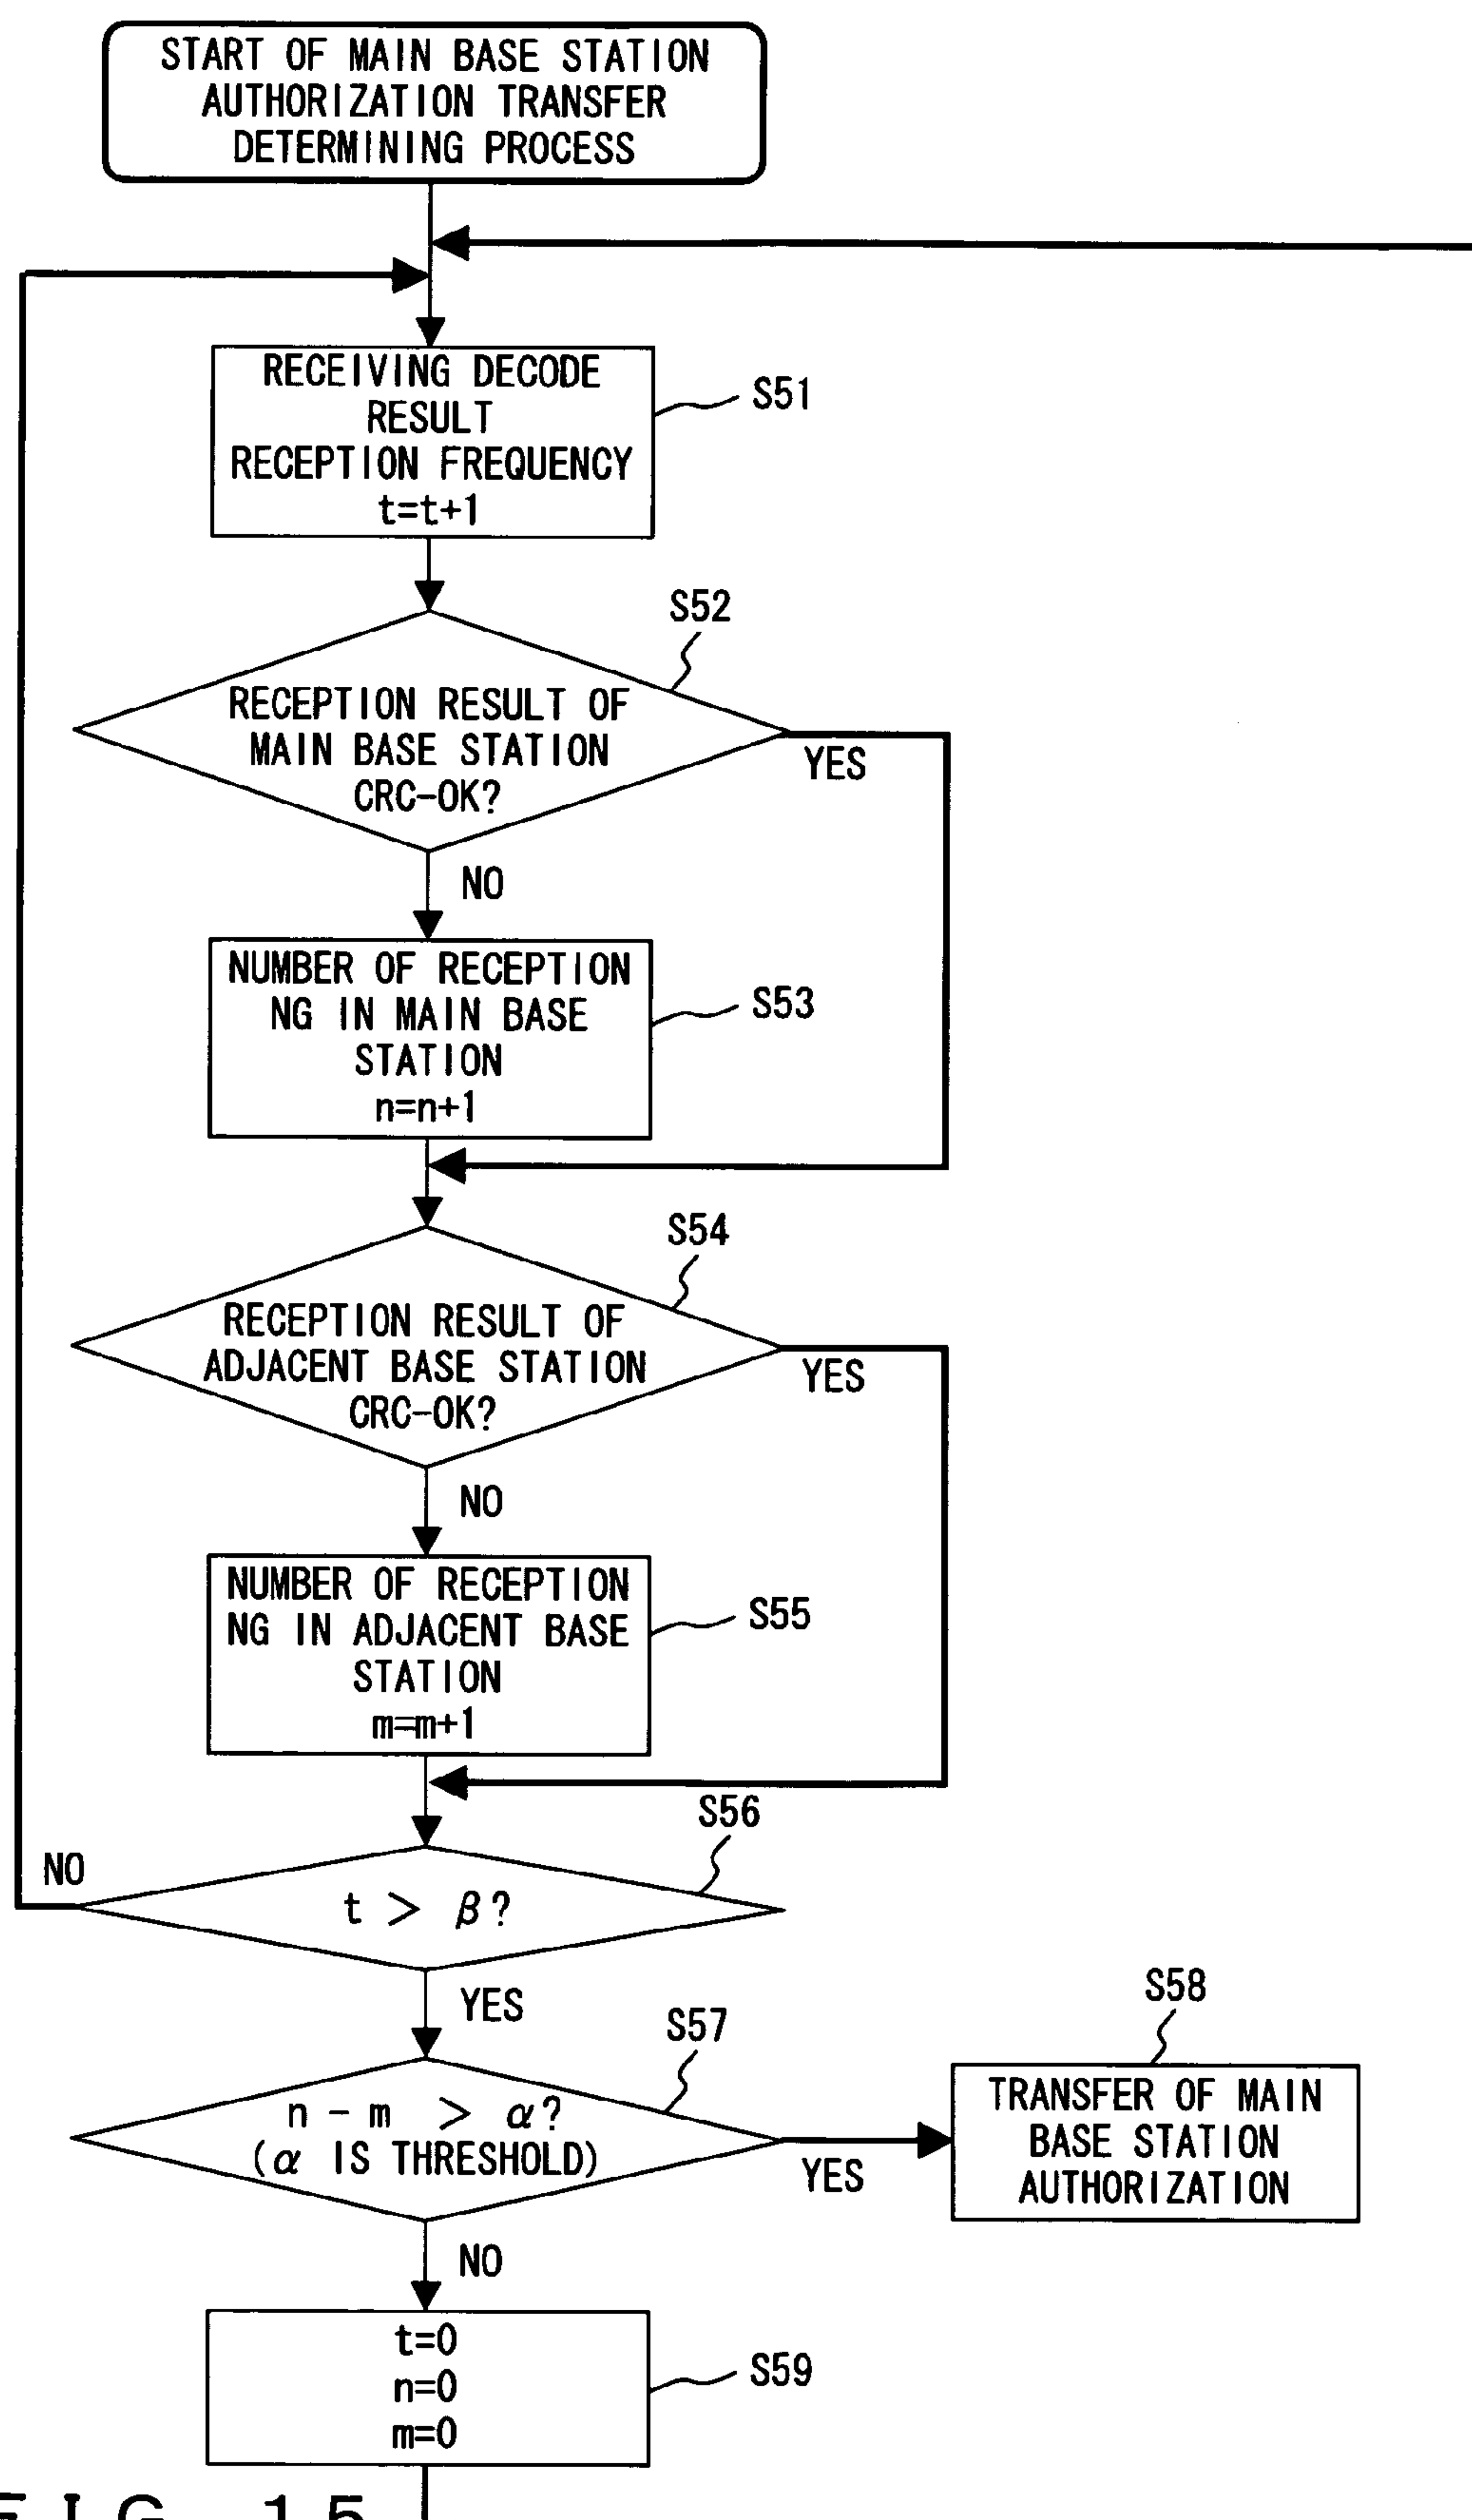 START OF MAIN BASE STATION
AUTHORIZATION TRANSFER
DETERMINING PROCESS
RECEIVING DECODE
RESULT
RECEPTION FREQUENCY
t=t+1
S51
S52
RECEPTION RESULT OF
MAIN BASE STATION
CRC-OK?
YES
NO
NUMBER OF RECEPTION
NG IN MAIN BASE
STATION
n=n+1
S53
S54
RECEPTION RESULT OF
ADJACENT BASE STATION
CRC-OK?
YES
NO
NUMBER OF RECEPTION
NG IN ADJACENT BASE
STATION
m=m+1
S55
S56
NO
t > β?
YES
S57
n - m > α?
(α IS THRESHOLD)
YES
S58
TRANSFER OF MAIN
BASE STATION
AUTHORIZATION
NO
t=0
n=0
m=0
S59
FIG. 15